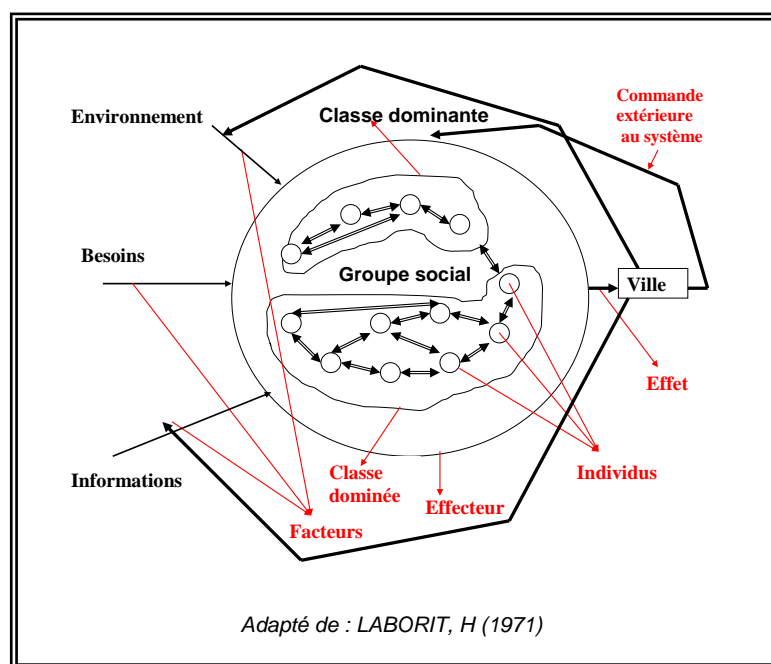 Commande
extérieure
au système
Environnement
Classe dominante
Besoins
Groupe social
Ville
Effet
Informations
Classe
dominée
Individus
Effecteur
Facteurs
Adapté de : LABORIT, H (1971)